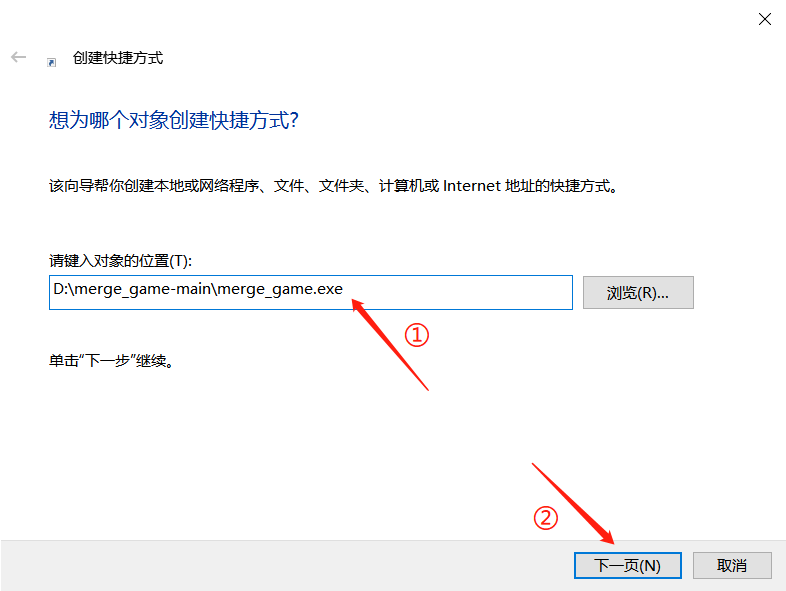 创建快捷方式
想为哪个对象创建快捷方式?
该向导帮你创建本地或网络程序、文件、文件夹、计算机或 Internet 地址的快捷方式。
请键入对象的位置(T):
D:\merge_game-main\merge_game.exe
浏览(R)...
①
单击“下一步”继续。
②
下一页(N)
取消